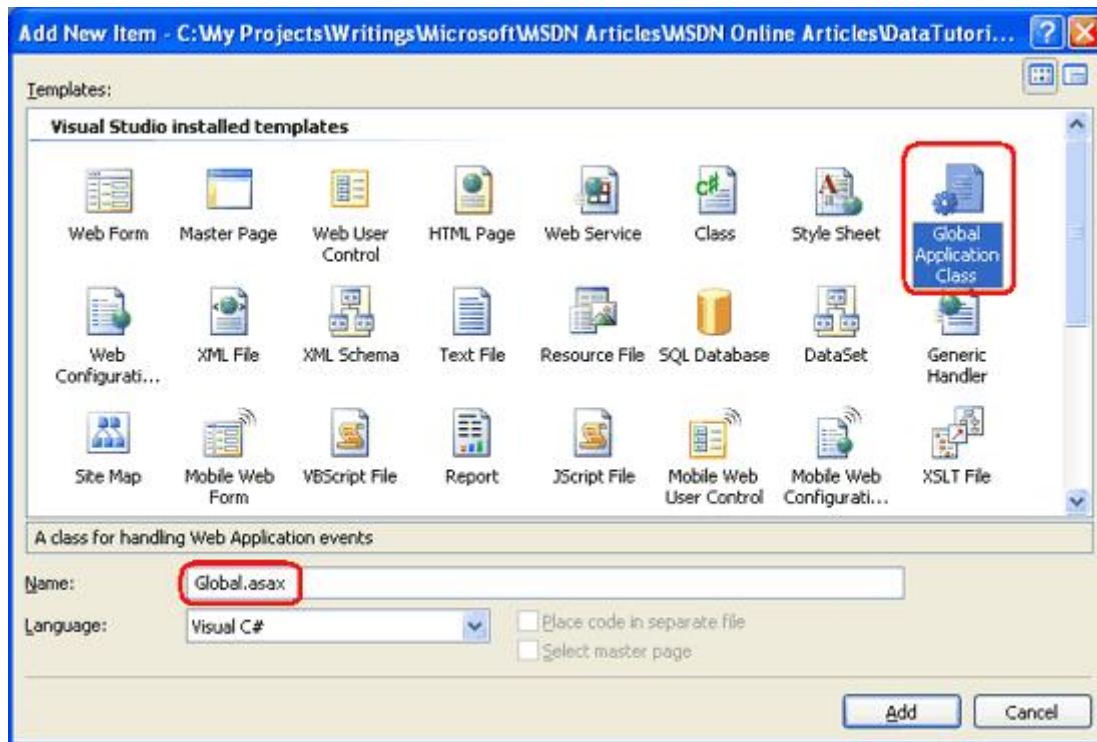 Add New Item - C:\My Projects\Writings\Microsoft\MSDN Articles\MSDN Online Articles\DataTutori...
Templates:
Visual Studio installed templates
Web Form Master Page Web User Control HTML Page Web Service Class Style Sheet Global Application Class
Web Configurati... XML File XML Schema Text File Resource File SQL Database DataSet Generic Handler
Site Map Mobile Web Form VBScript File Report JScript File Mobile Web User Control Mobile Web Configurati... XSLT File
A class for handling Web Application events
Name: Global.asax
Language: Visual C# Place code in separate file
Select master page
Add Cancel